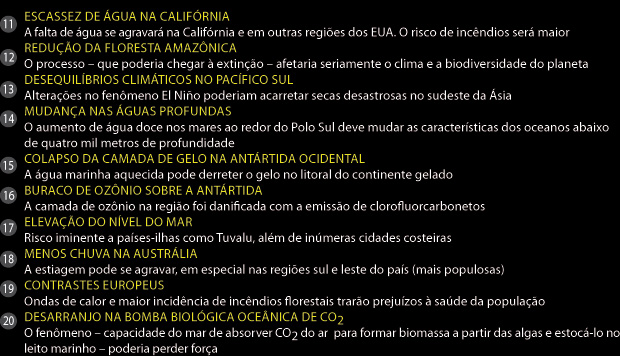 11 ESCASSEZ DE ÁGUA NA CALIFÓRNIA
A falta de água se agravará na Califórnia e em outras regiões dos EUA. O risco de incêndios será maior
12 REDUÇÃO DA FLORESTA AMAZÔNICA
O processo – que poderia chegar à extinção – afetaria seriamente o clima e a biodiversidade do planeta
13 DESEQUILÍBRIOS CLIMÁTICOS NO PACÍFICO SUL
Alterações no fenômeno El Niño poderiam acarretar secas desastrosas no sudeste da Ásia
14 MUDANÇA NAS ÁGUAS PROFUNDAS
O aumento de água doce nos mares ao redor do Polo Sul deve mudar as características dos oceanos abaixo
de quatro mil metros de profundidade
15 COLAPSO DA CAMADA DE GELO NA ANTÁRTIDA OCIDENTAL
A água marinha aquecida pode derreter o gelo no litoral do continente gelado
16 BURACO DE OZÔNIO SOBRE A ANTÁRTIDA
A camada de ozônio na região foi danificada com a emissão de clorofluorcarbonetos
17 ELEVAÇÃO DO NÍVEL DO MAR
Risco iminente a países-ilhas como Tuvalu, além de inúmeras cidades costeiras
18 MENOS CHUVA NA AUSTRÁLIA
A estiagem pode se agravar, em especial nas regiões sul e leste do país (mais populosas)
19 CONTRASTES EUROPEUS
Ondas de calor e maior incidência de incêndios florestais trarão prejuízos à saúde da população
20 DESARRANJO NA BOMBA BIOLÓGICA OCEÂNICA DE CO2
O fenômeno – capacidade do mar de absorver CO2 do ar para formar biomassa a partir das algas e estocá-lo no
leito marinho – poderia perder força